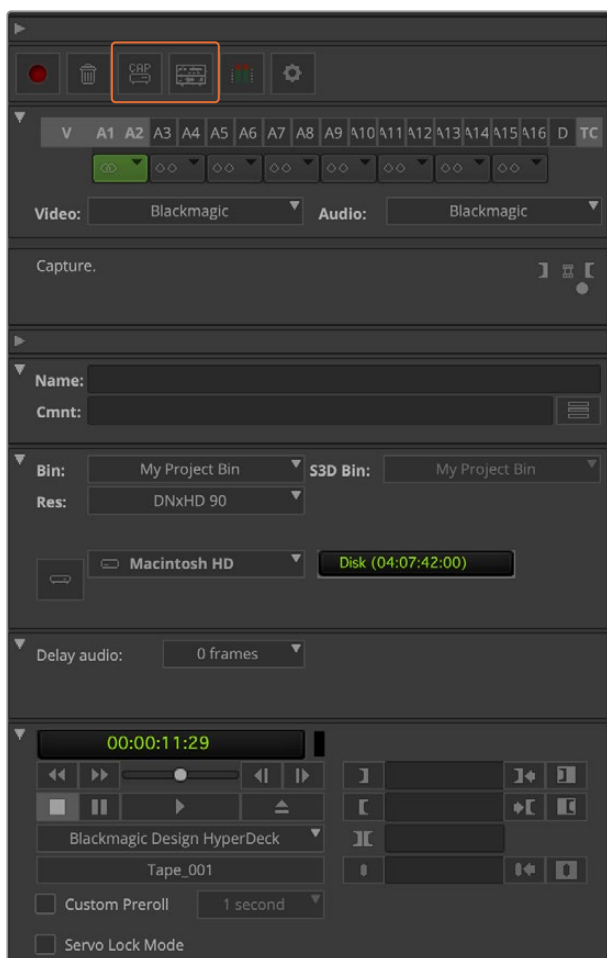 CAP
V A1 A2 A3 A4 A5 A6 A7 A8 A9 A10 A11 A12 A13 A14 A15 A16 D TC
Video: Blackmagic Audio: Blackmagic
Capture.
Name:
Cmnt:
Bin: My Project Bin S3D Bin: My Project Bin
Res: DNxHD 90
Macintosh HD Disk (04:07:42:00)
Delay audio: 0 frames
00:00:11:29
Blackmagic Design HyperDeck
Tape_001
Custom Preroll 1 second
Servo Lock Mode